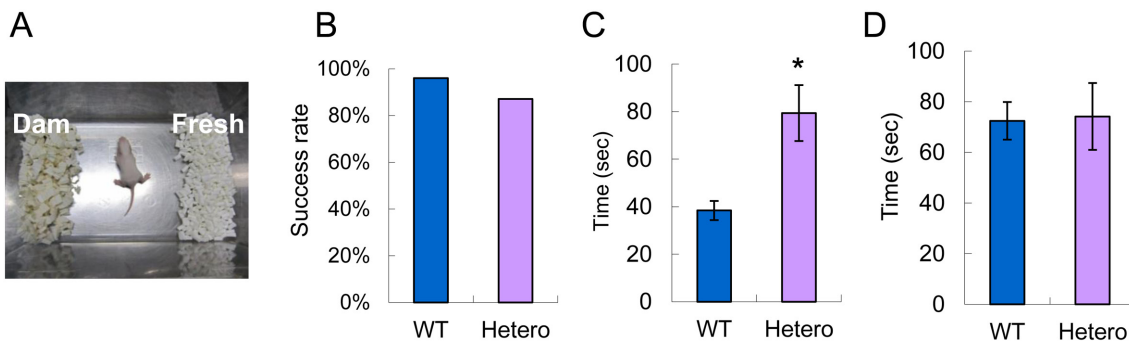 A
Dam
Fresh
B
Success rate
100%
80%
60%
40%
20%
0%
WT
Hetero
C
Time (sec)
100
80
60
40
20
0
*
WT
Hetero
D
Time (sec)
100
80
60
40
20
0
WT
Hetero